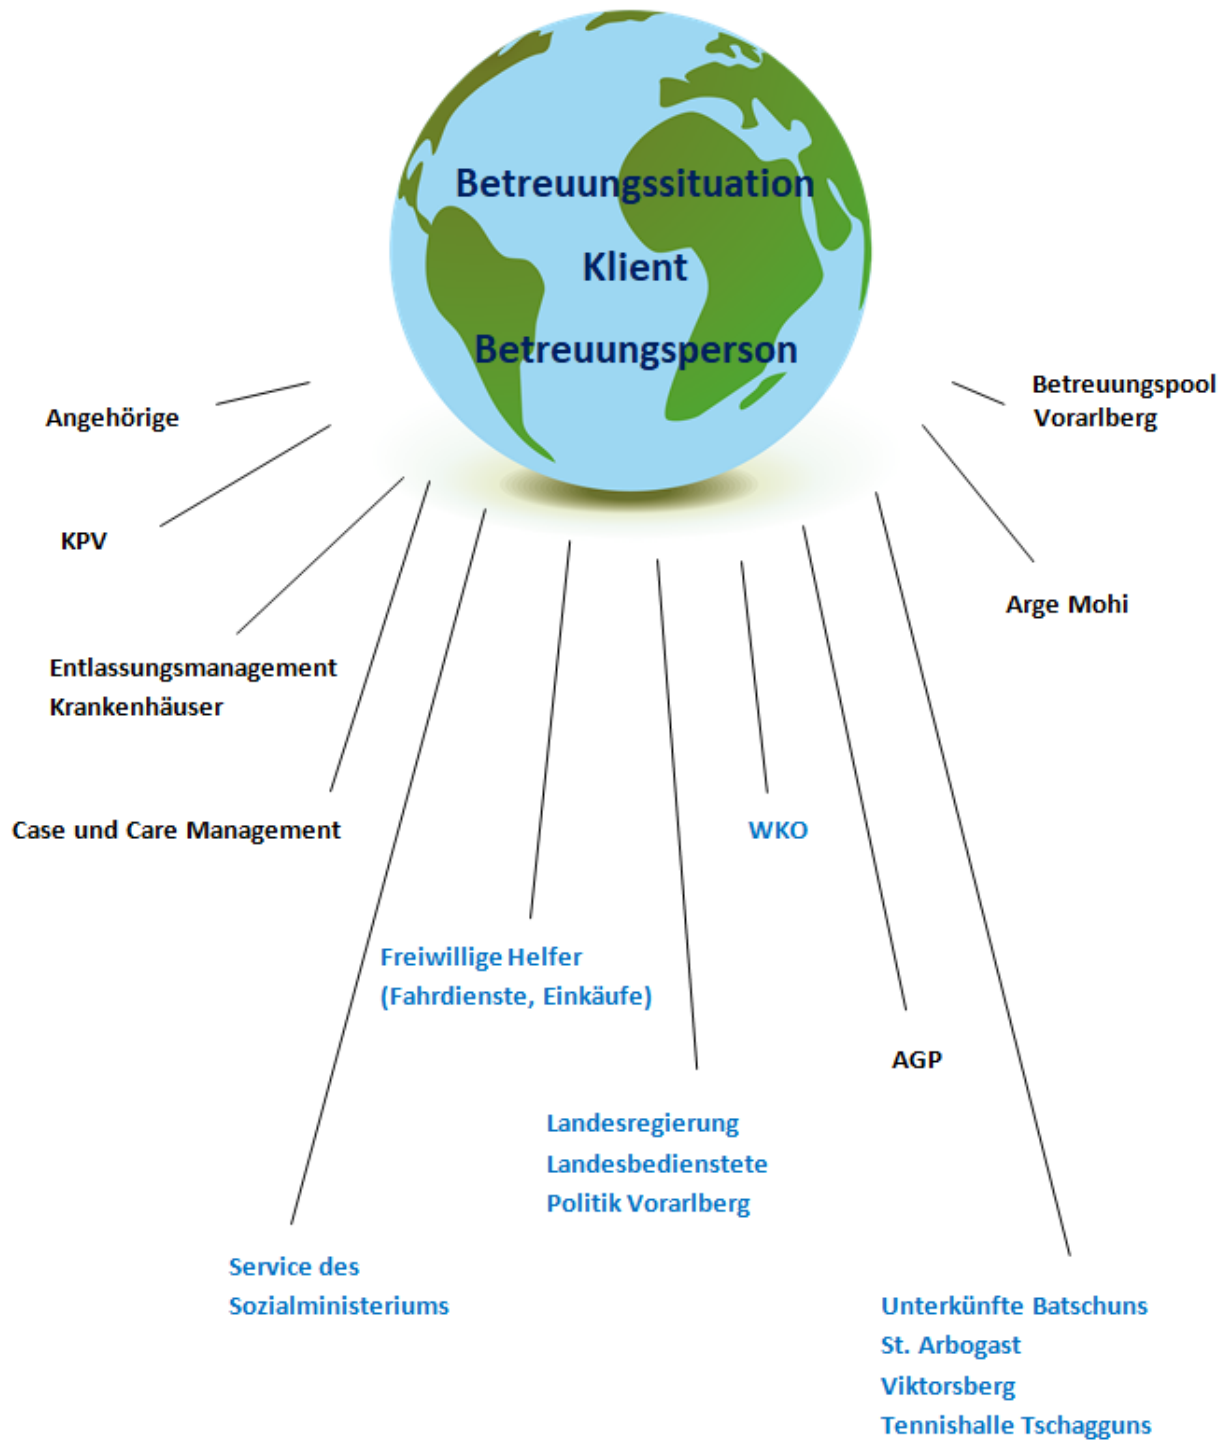 Betreuungssituation
Klient
Betreuungsperson
Angehörige
KPV
Entlassungsmanagement
Krankenhäuser
Case und Care Management
Service des
Sozialministeriums
Freiwillige Helfer
(Fahrdienste, Einkäufe)
Landesregierung
Landesbedienstete
Politik Vorarlberg
WKO
AGP
Unterkünfte Batschuns
St. Arbogast
Viktorsberg
Tennishalle Tschagguns
Arge Mohi
Betreuungspool
Vorarlberg